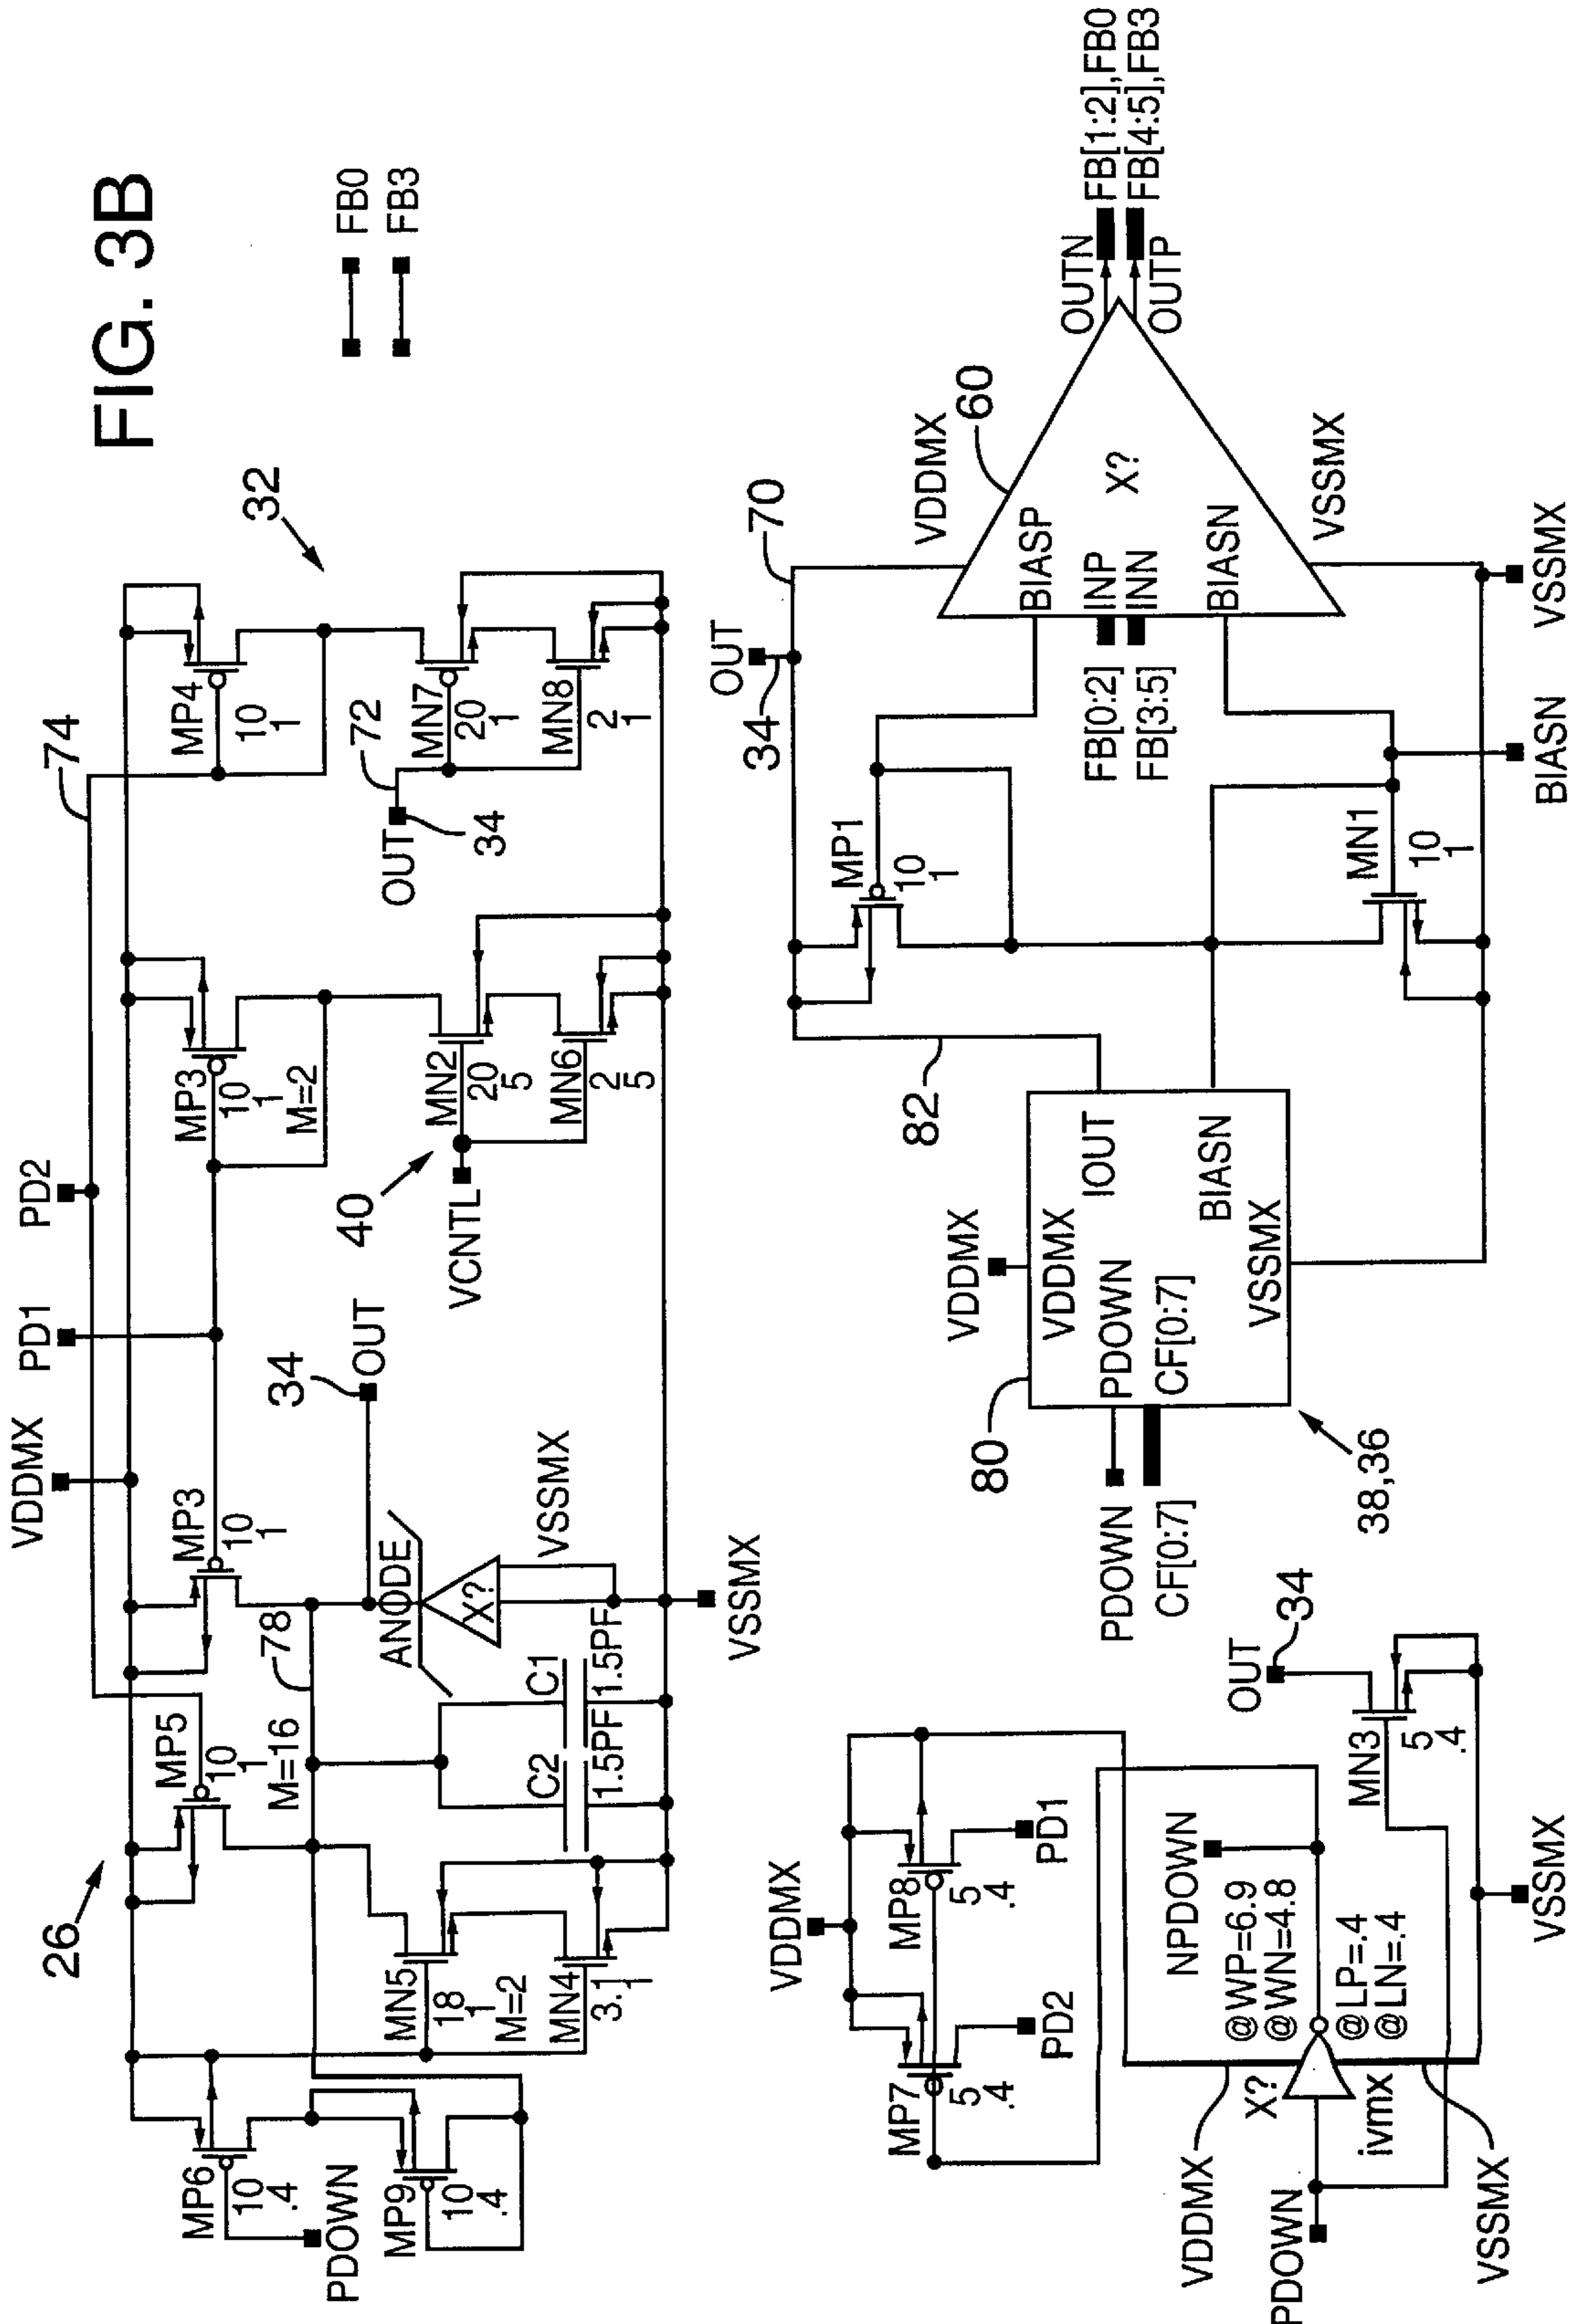 FIG. 3B
FB0
FB3
26
VDDMX
PD1
PD2
74
32
MP6
10
.4
PDOWN
MP9
10
.4
MP5
10
1
M=16
78
MP3
10
1
34
OUT
MP3
10
1
M=2
MP4
10
1
MN5
18
1
M=2
MN4
3.1
1
C2
1.5PF
C1
1.5PF
ANODE
X?
VSSMX
VSSMX
40
VCNTL
MN2
20
5
MN6
2
5
72
OUT
34
MN7
20
1
MN8
2
1
VDDMX
MP7
5
.4
PD2
MP8
5
.4
PD1
NPDOWN
@WP=6.9
@WN=4.8
@LP=.4
@LN=.4
VDDMX
X?
ivmx
PDOWN
VSSMX
MN3
5
.4
OUT
34
VSSMX
80
VDDMX
VDDMX
PDOWN
CF[0:7]
PDOWN
CF[0:7]
IOUT
BIASN
VSSMX
38,36
82
MP1
10
1
MN1
10
1
OUT
34
70
VDDMX
60
BIASP
INP
INN
X?
BIASN
FB[0:2]
FB[3:5]
VSSMX
BIASN
VSSMX
OUTN
OUTP
FB[1:2],FB0
FB[4:5],FB3